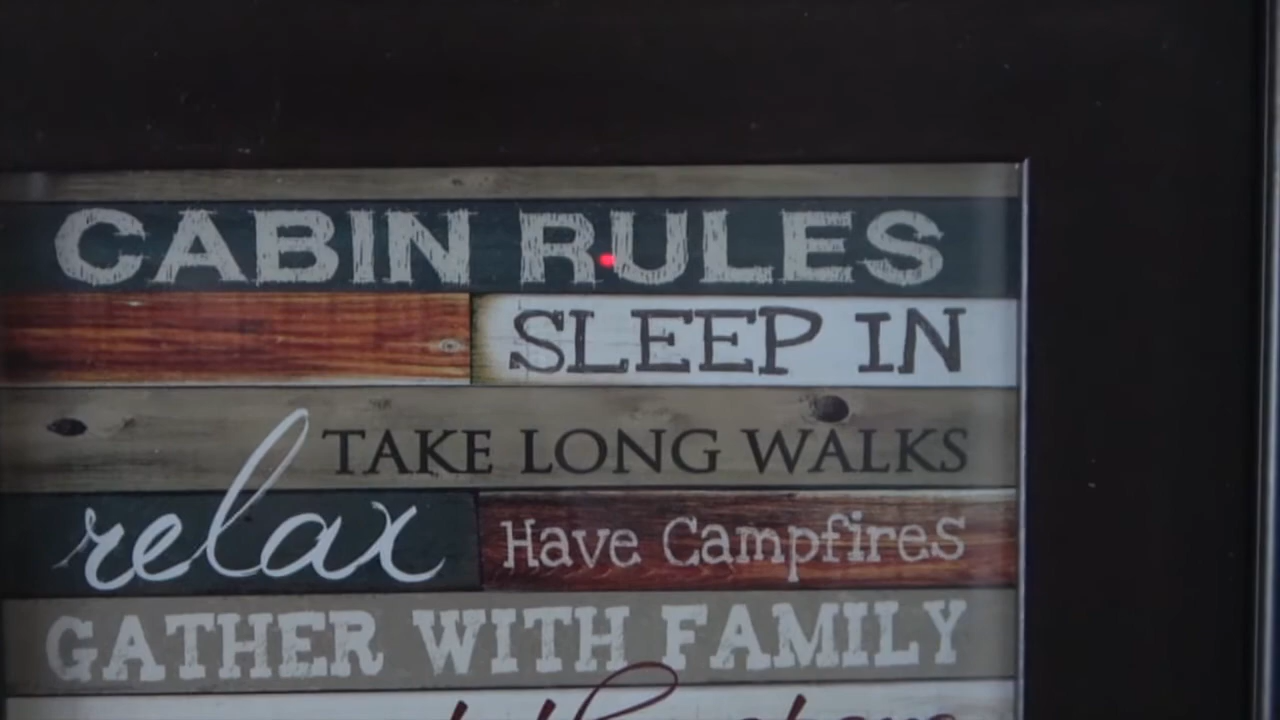 CABIN RULES
SLEEP IN
TAKE LONG WALKS
relax Have Campfires
GATHER WITH FAMILY